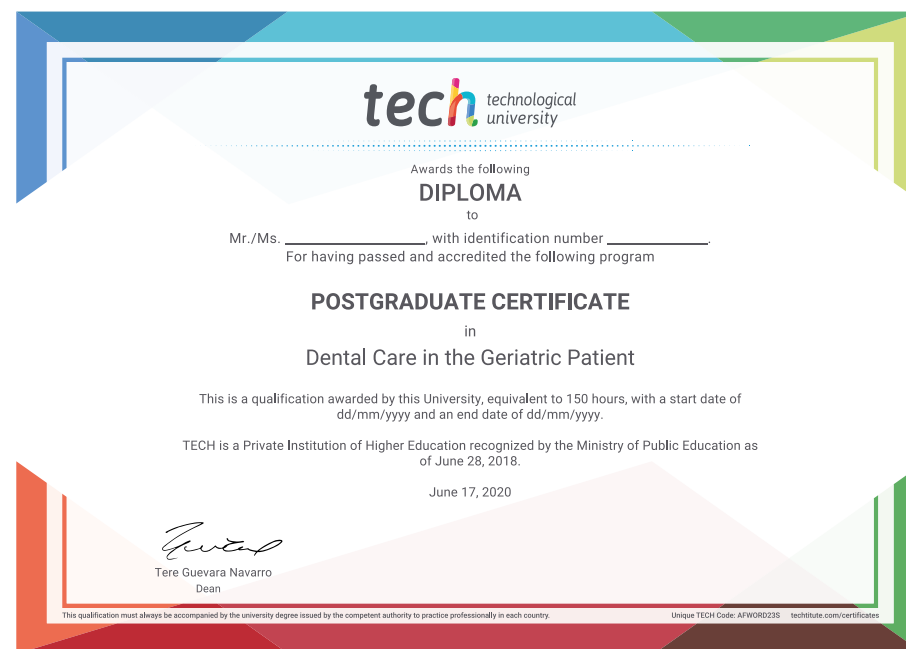 tech technological
university
Awards the following
DIPLOMA
to
Mr./Ms. ____________, with identification number ____________.
For having passed and accredited the following program
POSTGRADUATE CERTIFICATE
in
Dental Care in the Geriatric Patient
This is a qualification awarded by this University, equivalent to 150 hours, with a start date of
dd/mm/yyyy and an end date of dd/mm/yyyy.
TECH is a Private Institution of Higher Education recognized by the Ministry of Public Education as
of June 28, 2018.
June 17, 2020
Tere Guevara Navarro
Dean
This qualification must always be accompanied by the university degree issued by the competent authority to practice professionally in each country. Unique TECH Code: AFWORD23S techtitute.com/certificates